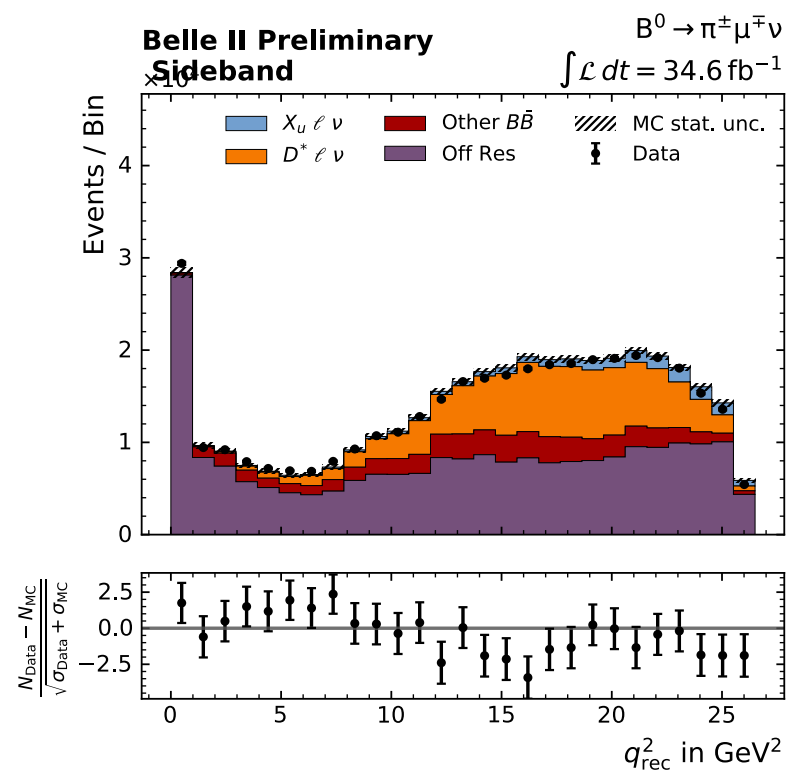 Belle II Preliminary
Sideband
B⁰ → π±μ∓ν
∫ℒ dt = 34.6 fb⁻¹
X_u ℓ ν
D* ℓ ν
Other BB̄
Off Res
MC stat. unc.
Data
Events / Bin
4
3
2
1
0
N_Data − N_MC
√σ_Data + σ_MC
2.5
0.0
−2.5
0 5 10 15 20 25
q²_rec in GeV²